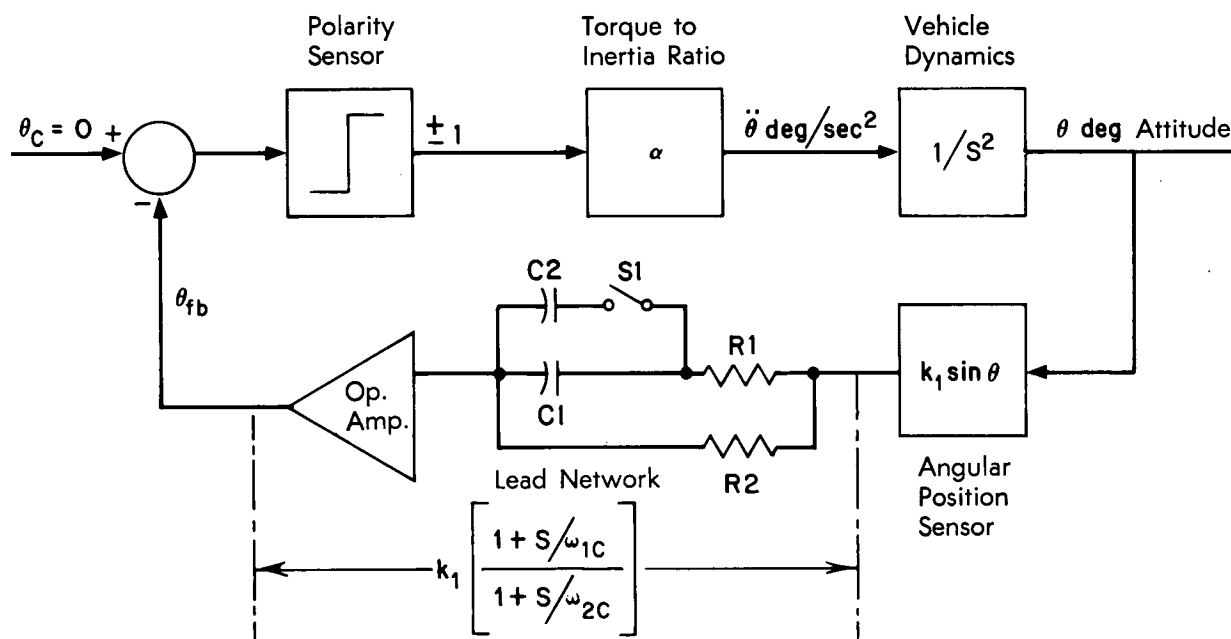 Polarity
Sensor
Torque to
Inertia Ratio
Vehicle
Dynamics
θC = 0 +
-
± 1
α
θ̈ deg/sec²
1/S²
θ deg Attitude
θfb
C2
S1
C1
R1
R2
Op.
Amp.
k₁ sin θ
Angular
Position
Sensor
Lead Network
k₁ [ 1 + S/ω1C
1 + S/ω2C ]